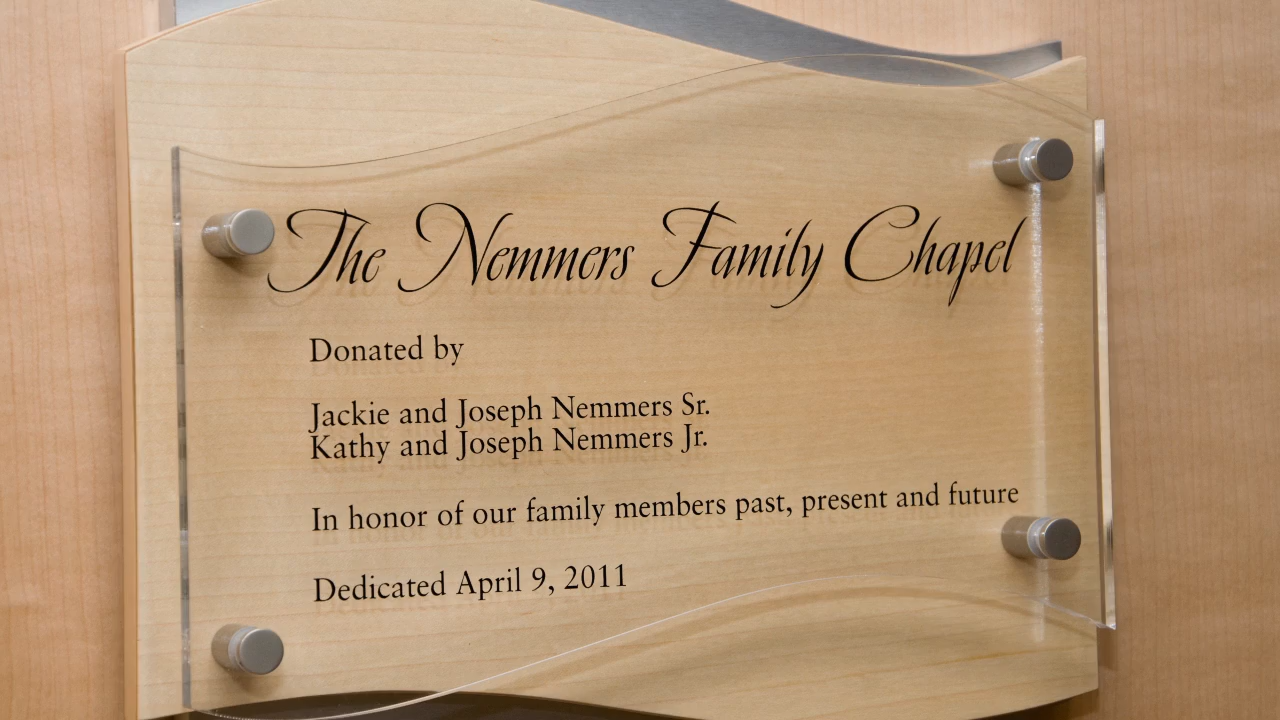 The Nemmers Family Chapel
Donated by
Jackie and Joseph Nemmers Sr.
Kathy and Joseph Nemmers Jr.
In honor of our family members past, present and future
Dedicated April 9, 2011